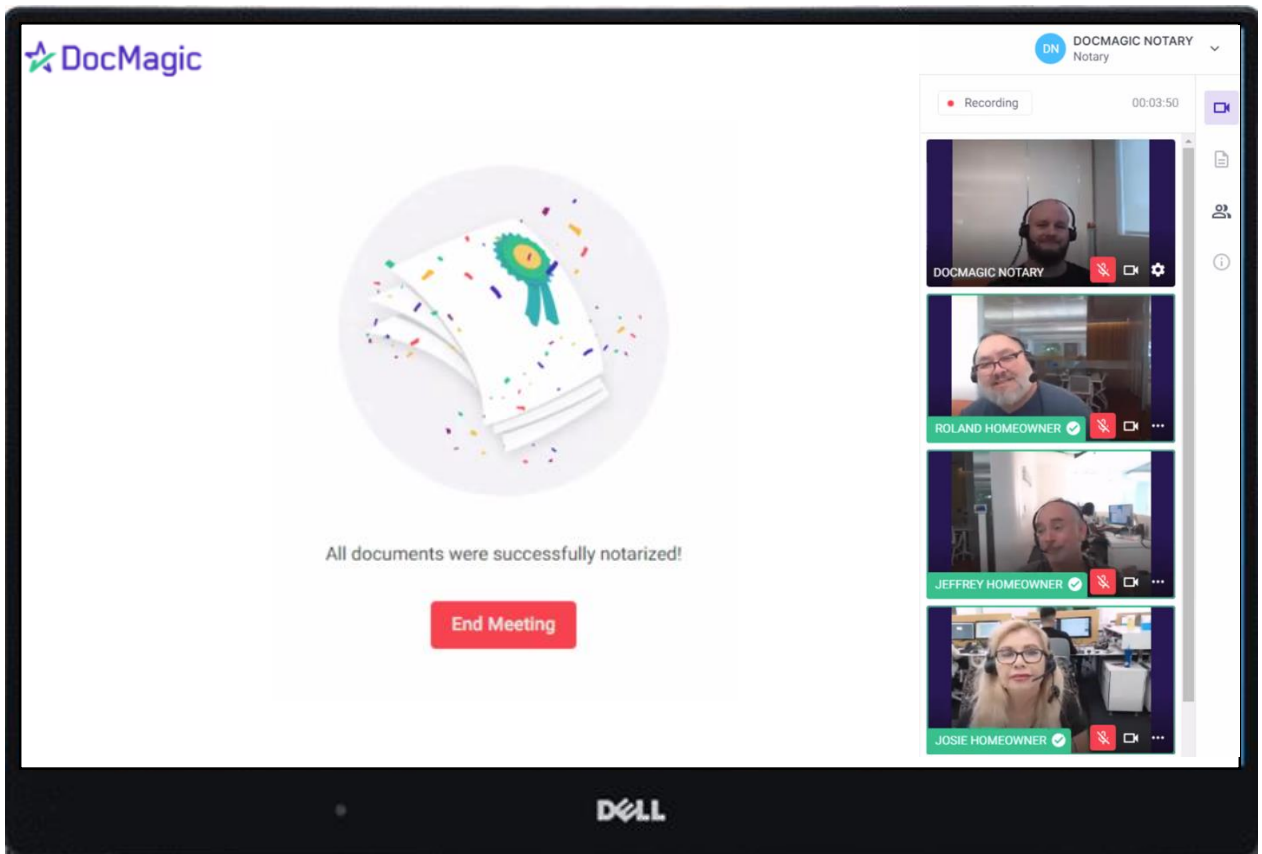 DocMagic
DN
DOCMAGIC NOTARY
Notary
Recording
00:03:50
DOCMAGIC NOTARY
ROLAND HOMEOWNER
JEFFREY HOMEOWNER
JOSIE HOMEOWNER
All documents were successfully notarized!
End Meeting
DELL